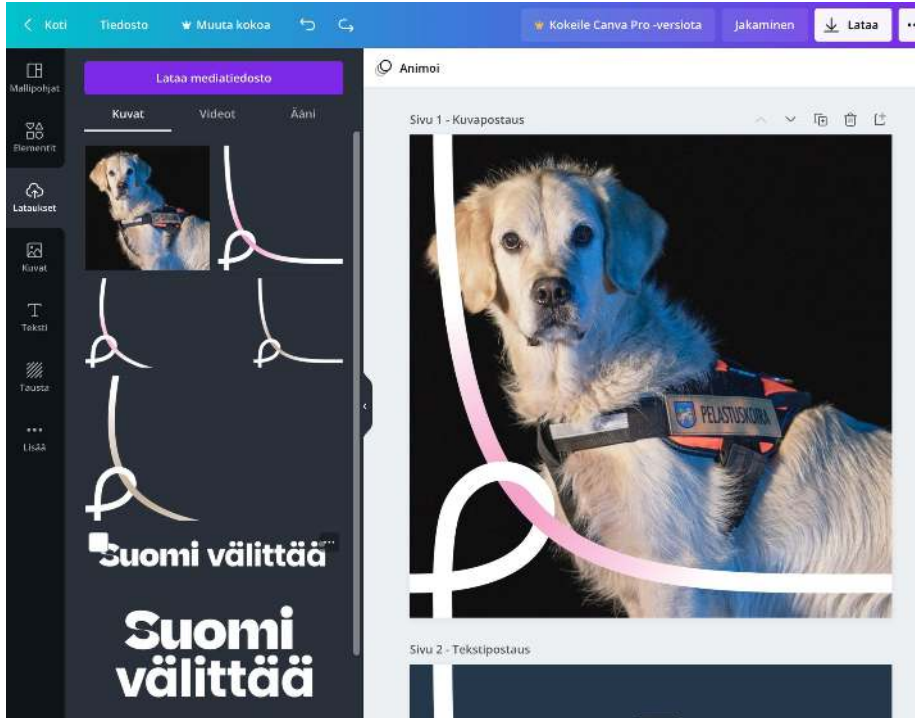 Koti Tiedosto Muuta kokoa Kokeile Canva Pro -versiota Jakaminen Lataa
Mallipohjat
Elementit
Lataukset
Kuvat
Teksti
Tausta
Lisää
Lataa mediatiedosto
Kuvat Videot Ääni
Suomi välittää
Suomi
välittää
Animoi
Sivu 1 - Kuvapostaus
PELASTUSKOIRA
Sivu 2 - Tekstipostaus